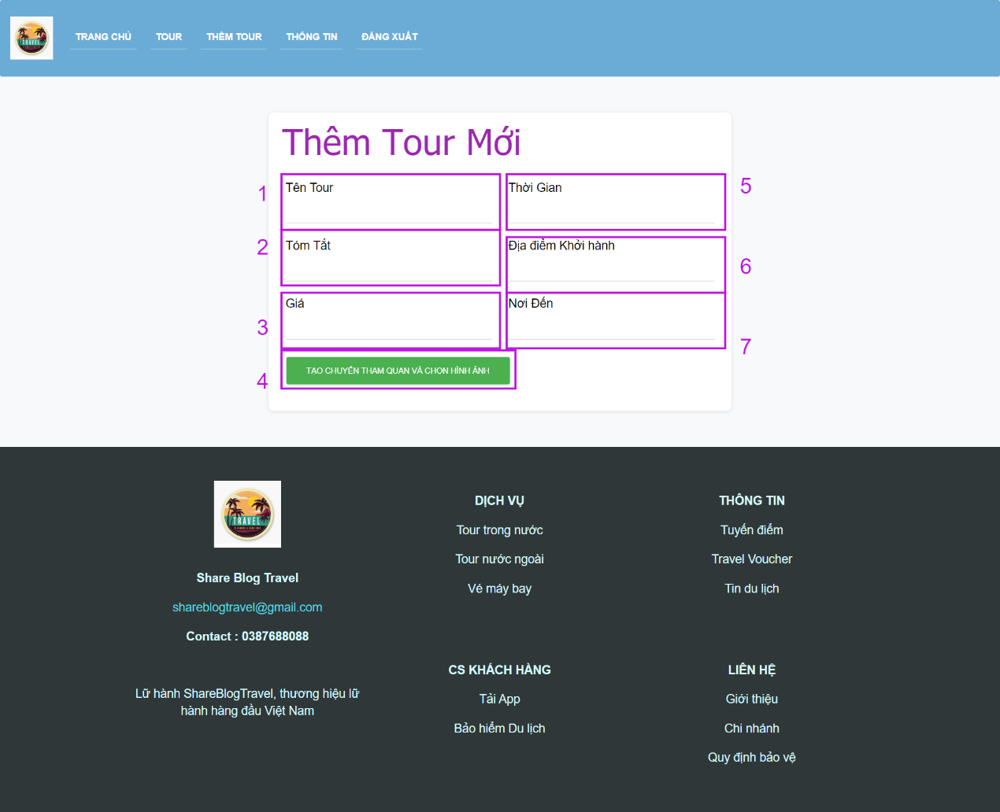 TRAVEL
TRANG CHỦ TOUR THÊM TOUR THÔNG TIN ĐĂNG XUẤT
Thêm Tour Mới
1 Tên Tour Thời Gian 5
2 Tóm Tắt Địa điểm Khởi hành 6
3 Giá Nơi Đến 7
4 TẠO CHUYẾN THAM QUAN VÀ CHỌN HÌNH ẢNH
TRAVEL
Share Blog Travel
shareblogtravel@gmail.com
Contact : 0387688088
Lữ hành ShareBlogTravel, thương hiệu lữ
hành hàng đầu Việt Nam
DỊCH VỤ
Tour trong nước
Tour nước ngoài
Vé máy bay
THÔNG TIN
Tuyến điểm
Travel Voucher
Tin du lịch
CS KHÁCH HÀNG
Tải App
Bảo hiểm Du lịch
LIÊN HỆ
Giới thiệu
Chi nhánh
Quy định bảo vệ